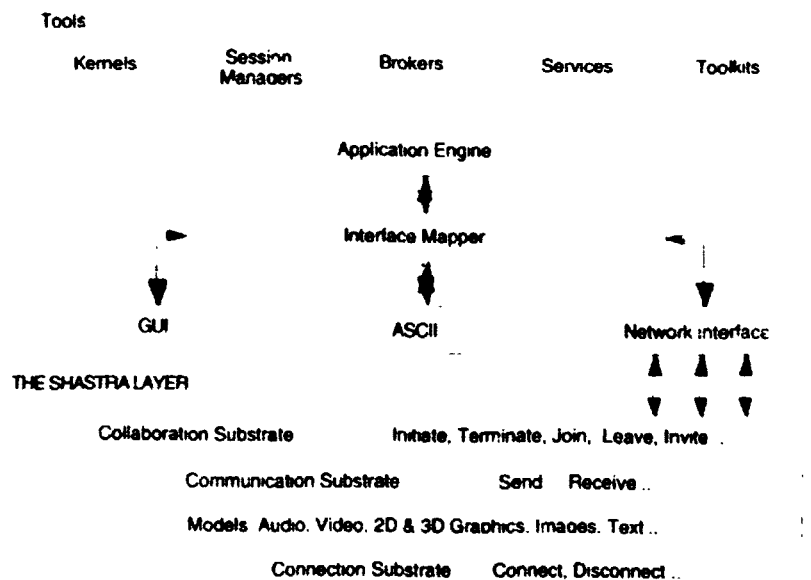 Tools
Kernels Session Managers Brokers Services Toolkits
Application Engine
Interface Mapper
GUI ASCII Network Interface
THE SHASTRA LAYER
Collaboration Substrate Initiate, Terminate, Join, Leave, Invite ..
Communication Substrate Send Receive ..
Models Audio. Video. 2D & 3D Graphics. Images. Text ..
Connection Substrate Connect, Disconnect ..